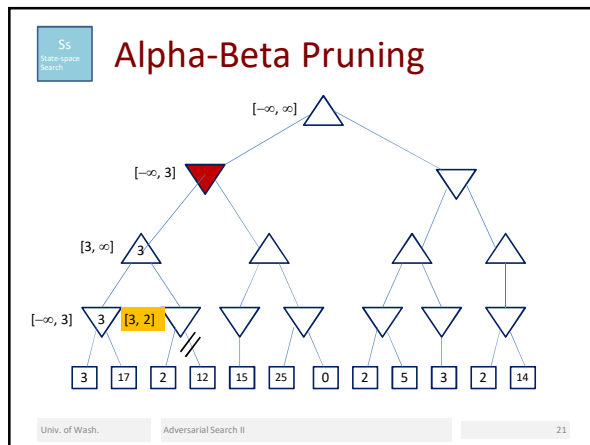 Ss
State-space
Search
Alpha-Beta Pruning
[−∞, ∞]
[−∞, 3]
[3, ∞]
3
[−∞, 3]
3
[3, 2]
3 17 2 12 15 25 0 2 5 3 2 14
Univ. of Wash. Adversarial Search II 21